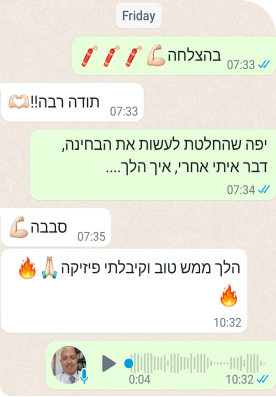 Friday
בהצלחה💪🏻🧨🧨🧨
07:33
תודה רבה!!🫶🏻
07:33
יפה שהחלטת לעשות את הבחינה,
דבר איתי אחרי, איך הלך....
07:34
סבבה💪🏻
07:35
הלך ממש טוב וקיבלתי פיזיקה🙏🏻🔥
🔥
10:32
0:04
10:32